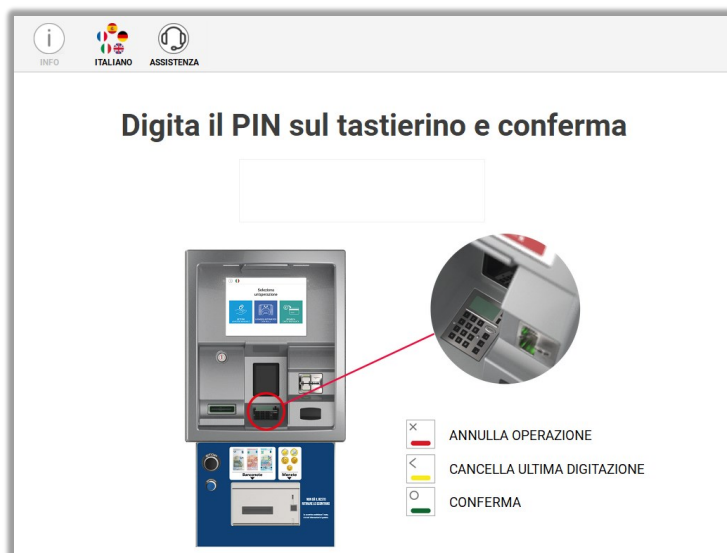 INFO
ITALIANO
ASSISTENZA
Digita il PIN sul tastierino e conferma
Seleziona
un'operazione
ANNULLA OPERAZIONE
CANCELLA ULTIMA DIGITAZIONE
CONFERMA
Banconote
Monete